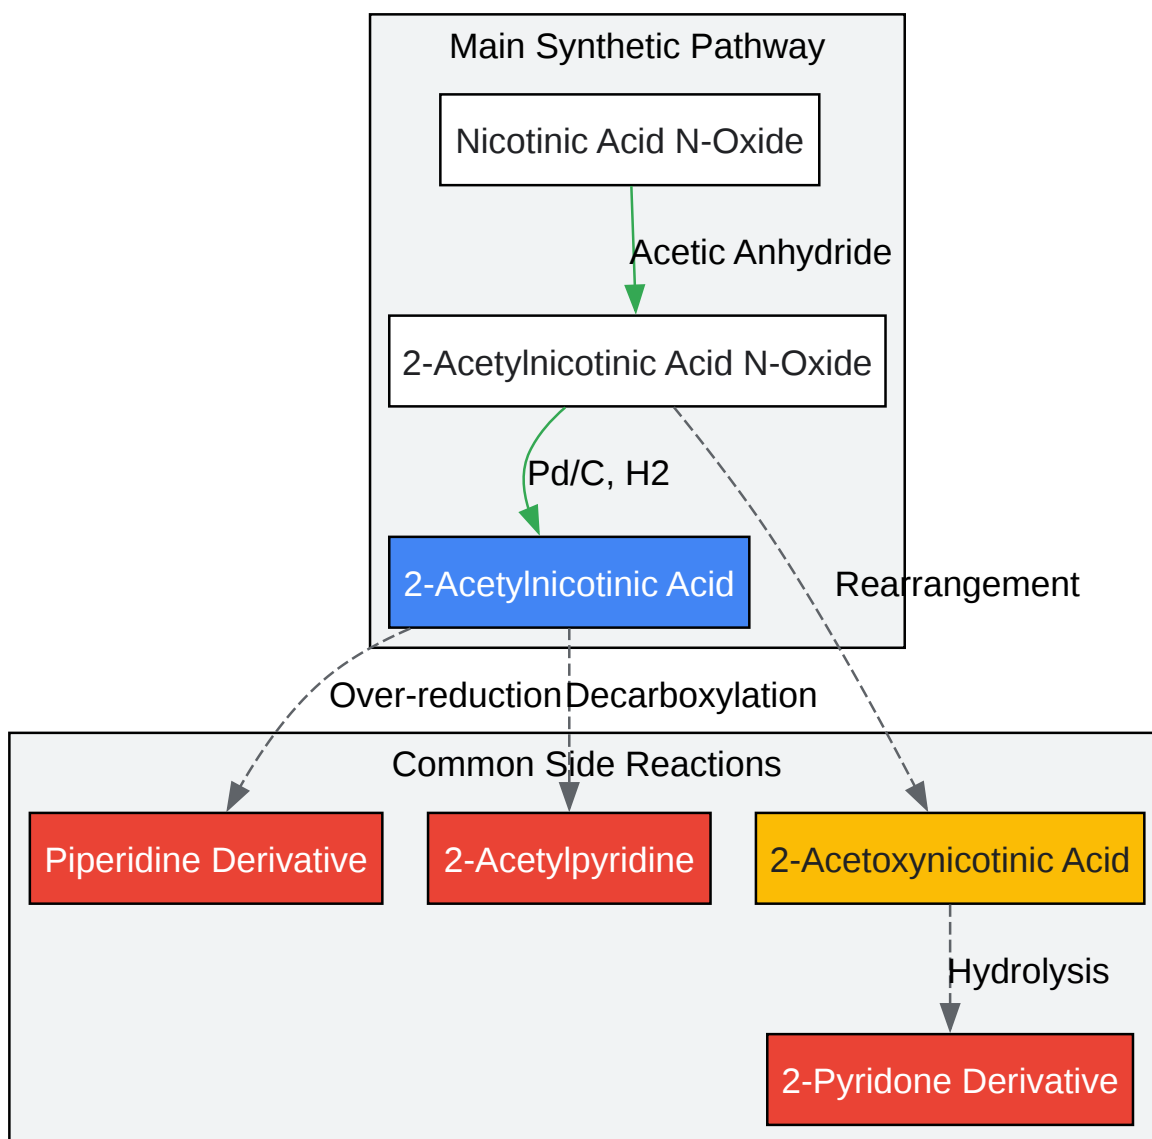 Main Synthetic Pathway
Nicotinic Acid N-Oxide
Acetic Anhydride
2-Acetylnicotinic Acid N-Oxide
Pd/C, H2
2-Acetylnicotinic Acid
Rearrangement
Over-reduction
Decarboxylation
Common Side Reactions
Piperidine Derivative
2-Acetylpyridine
2-Acetoxynicotinic Acid
Hydrolysis
2-Pyridone Derivative